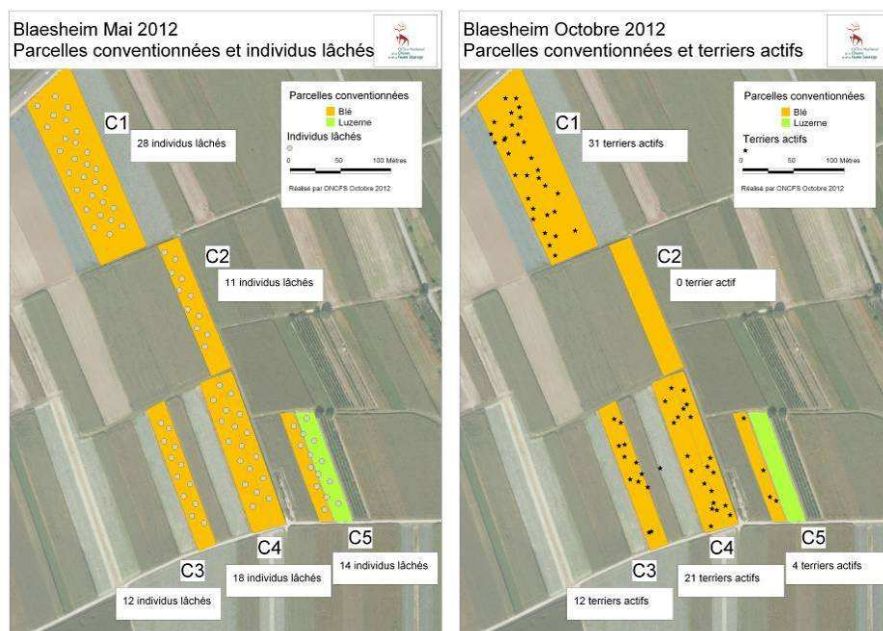 Blaesheim Mai 2012
Parcelles conventionnées et individus lâchés
Parcelles conventionnées
Blé
Luzerne
Individus lâchés
0 50 100 Mètres
Réalisé par ONCFS Octobre 2012
C1
28 individus lâchés
C2
11 individus lâchés
C3
12 individus lâchés
C4
18 individus lâchés
C5
14 individus lâchés
Blaesheim Octobre 2012
Parcelles conventionnées et terriers actifs
Parcelles conventionnées
Blé
Luzerne
Terriers actifs
0 50 100 Mètres
Réalisé par ONCFS Octobre 2012
C1
31 terriers actifs
C2
0 terrier actif
C3
12 terriers actifs
C4
21 terriers actifs
C5
4 terriers actifs